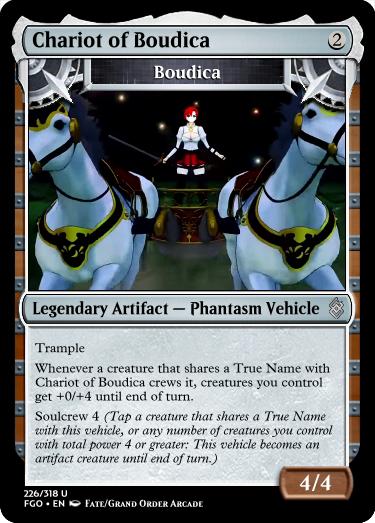 Chariot of Boudica 2
Boudica
Legendary Artifact — Phantasm Vehicle
Trample
Whenever a creature that shares a True Name with
Chariot of Boudica crews it, creatures you control
get +0/+4 until end of turn.
Soulcrew 4 (Tap a creature that shares a True Name
with this vehicle, or any number of creatures you control
with total power 4 or greater: This vehicle becomes an
artifact creature until end of turn.)
4/4
226/318 U
FGO • EN Fate/Grand Order Arcade